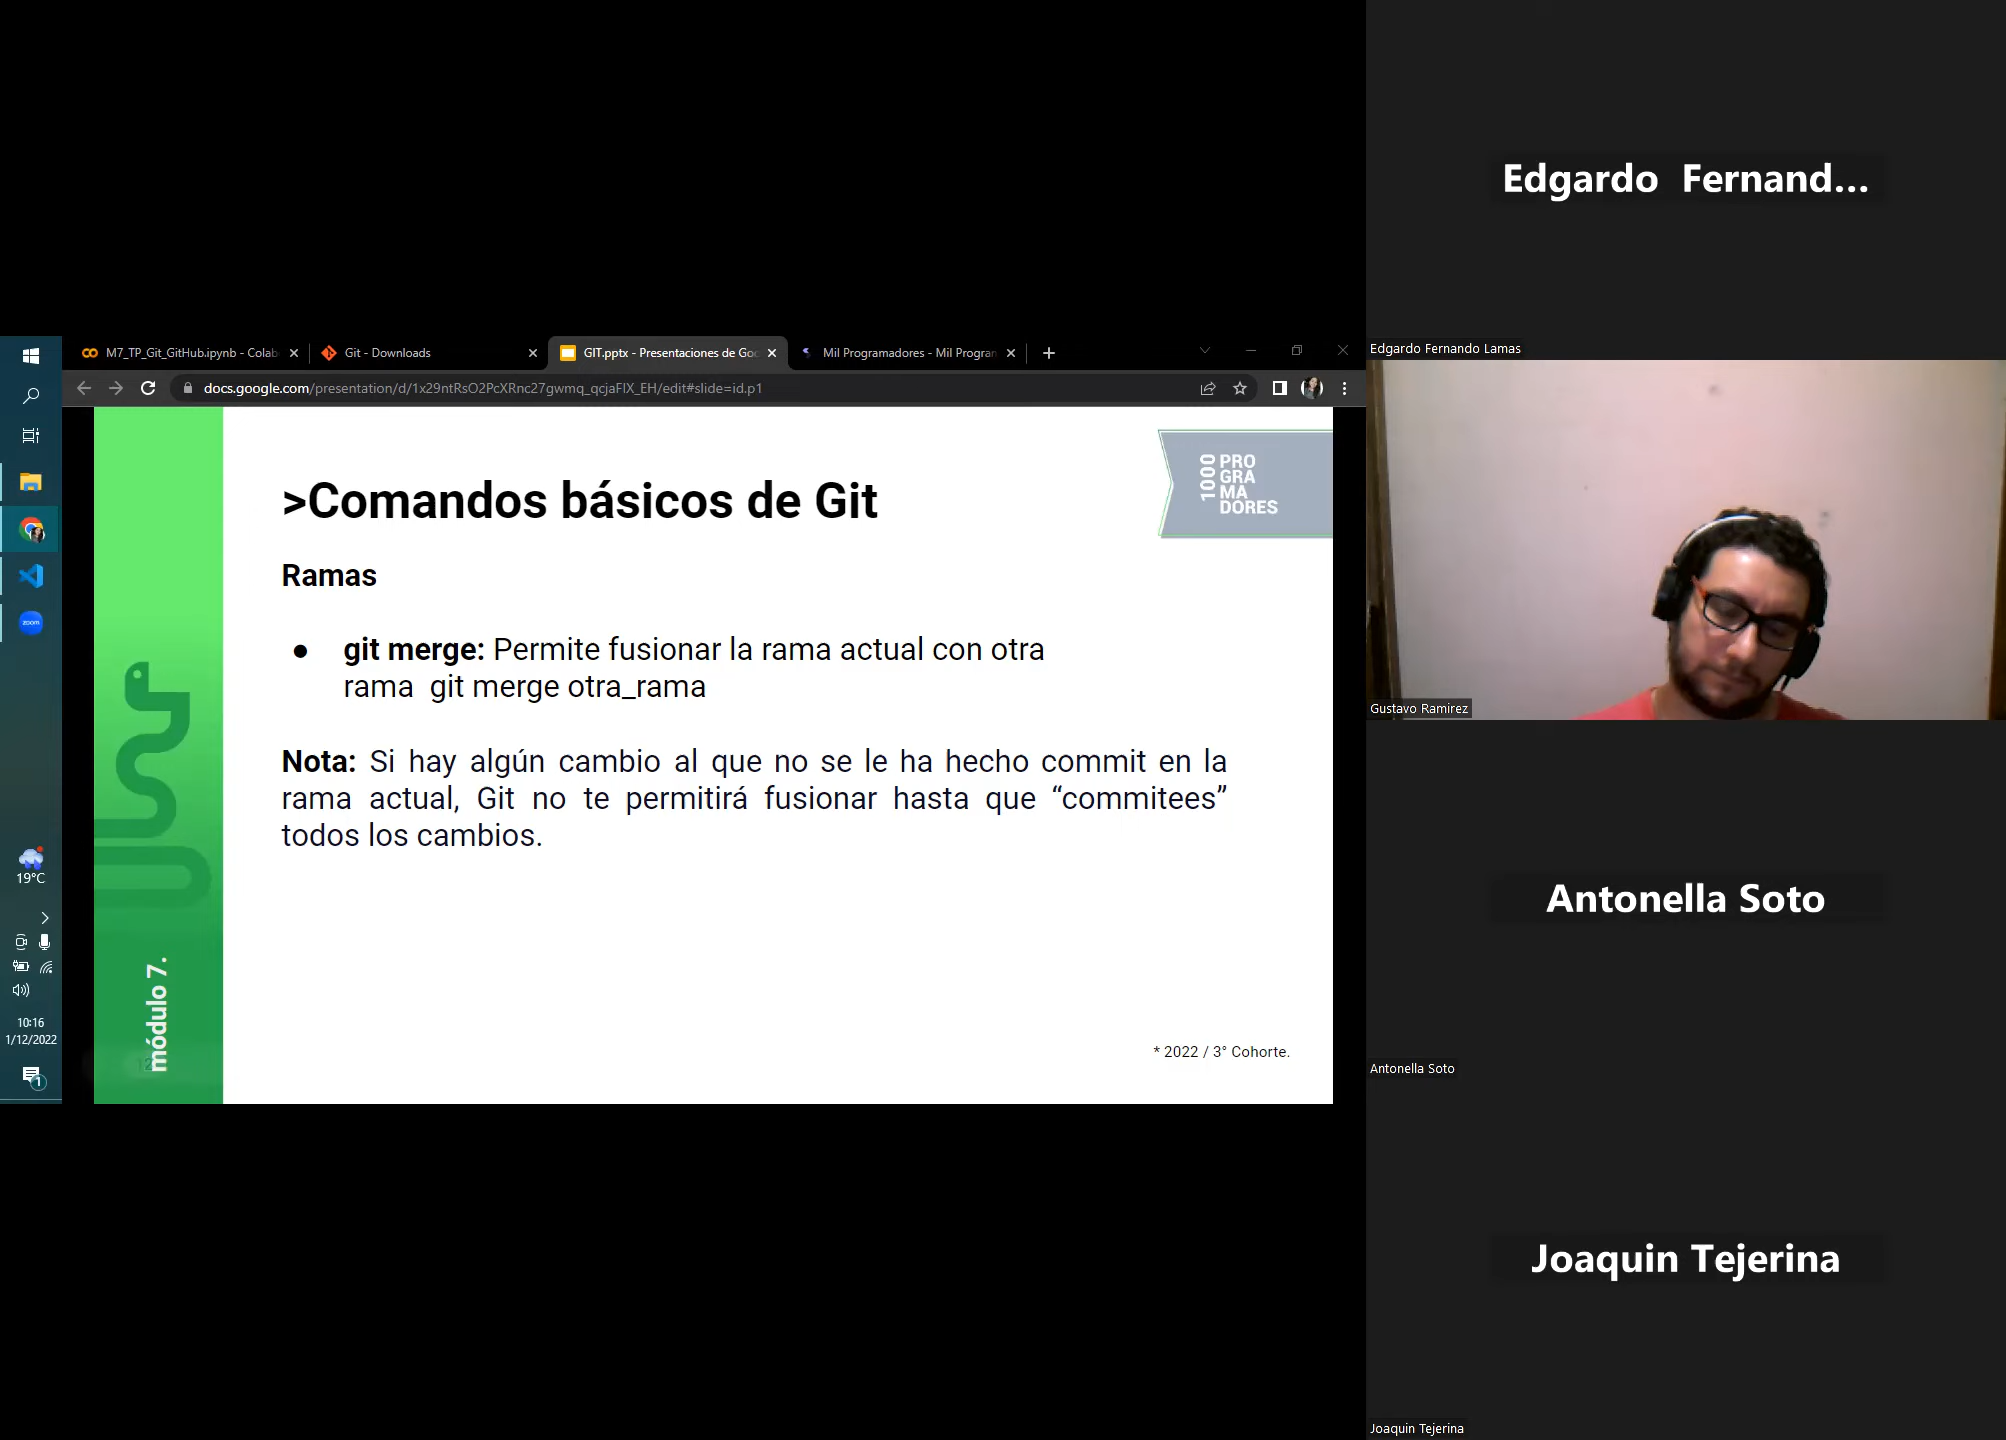 M7_TP_Git_GitHub.ipynb - Colab
Git - Downloads
GIT.pptx - Presentaciones de Goo
Mil Programadores - Mil Program
docs.google.com/presentation/d/1x29ntRsO2PcXRnc27gwmq_qcjaFIX_EH/edit#slide=id.p1
>Comandos básicos de Git
1000
PRO
GRA
MA
DORES
Ramas
● git merge: Permite fusionar la rama actual con otra
rama git merge otra_rama
Nota: Si hay algún cambio al que no se le ha hecho commit en la
rama actual, Git no te permitirá fusionar hasta que “commitees”
todos los cambios.
módulo 7.
12
* 2022 / 3° Cohorte.
zoom
19°C
10:16
1/12/2022
1
Edgardo Fernand...
Edgardo Fernando Lamas
Gustavo Ramirez
Antonella Soto
Antonella Soto
Joaquin Tejerina
Joaquin Tejerina